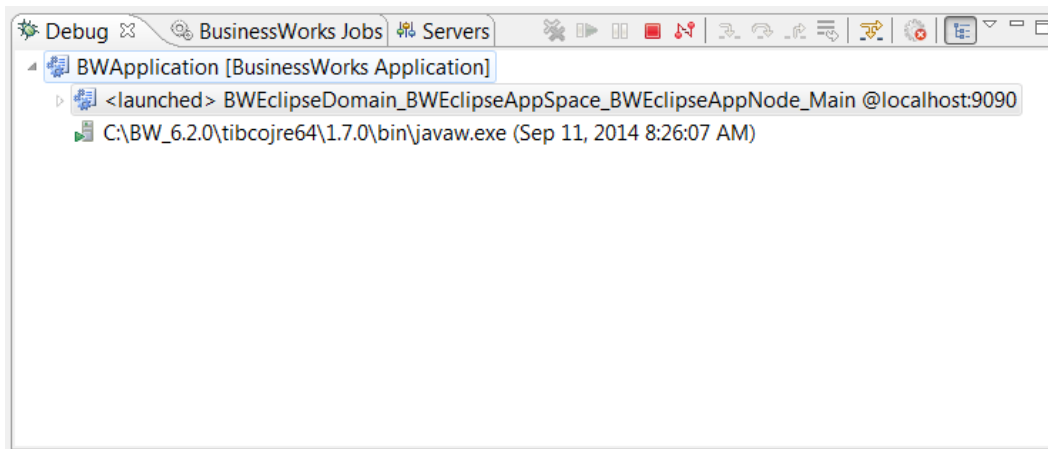 Debug BusinessWorks Jobs Servers
BWApplication [BusinessWorks Application]
<launched> BWEclipseDomain_BWEclipseAppSpace_BWEclipseAppNode_Main @localhost:9090
C:\BW_6.2.0\tibcojre64\1.7.0\bin\javaw.exe (Sep 11, 2014 8:26:07 AM)